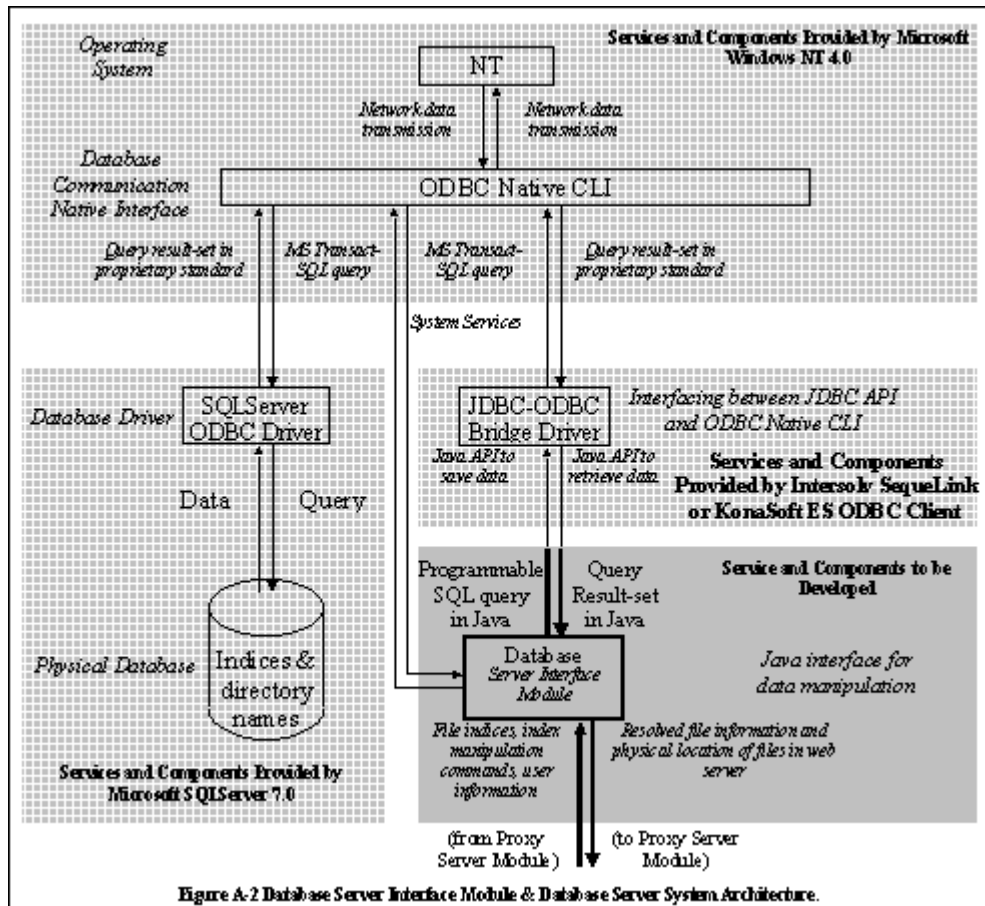 Operating
System
Services and Components Provided by Microsoft
Windows NT 4.0
NT
Network data
transmission
Network data
transmission
Database
Communication
Native Interface
ODBC Native CLI
Query result-set in
proprietary standard
MS Transact-
SQL query
MS Transact-
SQL query
Query result-set in
proprietary standard
System Services
Database Driver
SQLServer
ODBC Driver
JDBC-ODBC
Bridge Driver
Interfacing between JDBC API
and ODBC Native CLI
Java API to
save data
Java API to
retrieve data
Services and Components
Provided by Intersolv SequeLink
or KonaSoft ES ODBC Client
Data
Query
Programmable
SQL query
in Java
Query
Result-set
in Java
Service and Components to be
Developed
Physical Database
Indices &
directory
names
Database
Server Interface
Module
Java interface for
data manipulation
File indices, index
manipulation
commands, user
information
Resolved file information and
physical location of files in web
server
Services and Components Provided by
Microsoft SQLServer 7.0
(from Proxy
Server Module)
(to Proxy Server
Module)
Figure A-2 Database Server Interface Module & Database Server System Architecture.